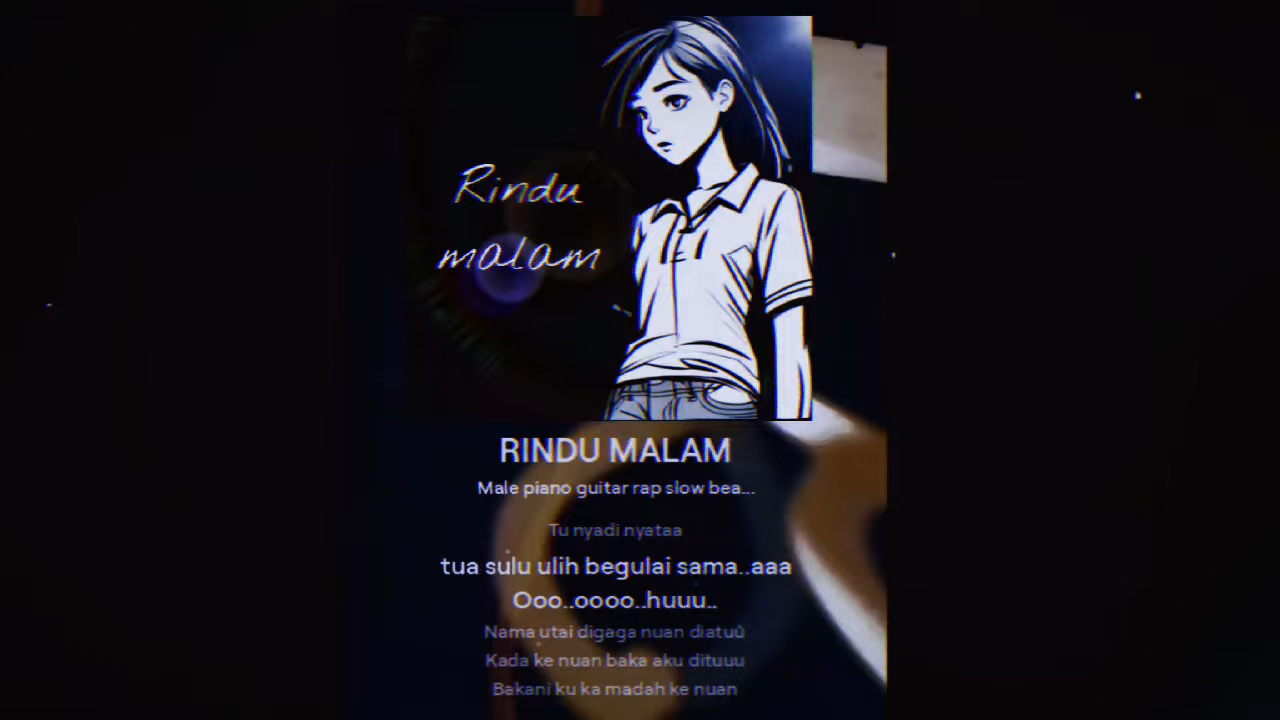 Rindu
malam
RINDU MALAM
Male piano guitar rap slow bea...
Tu nyadi nyataa
tua sulu ulih begulai sama..aaa
Ooo..oooo..huuu..
Nama utai digaga nuan diatuū
Kada ke nuan baka aku dituuu
Bakani ku ka madah ke nuan